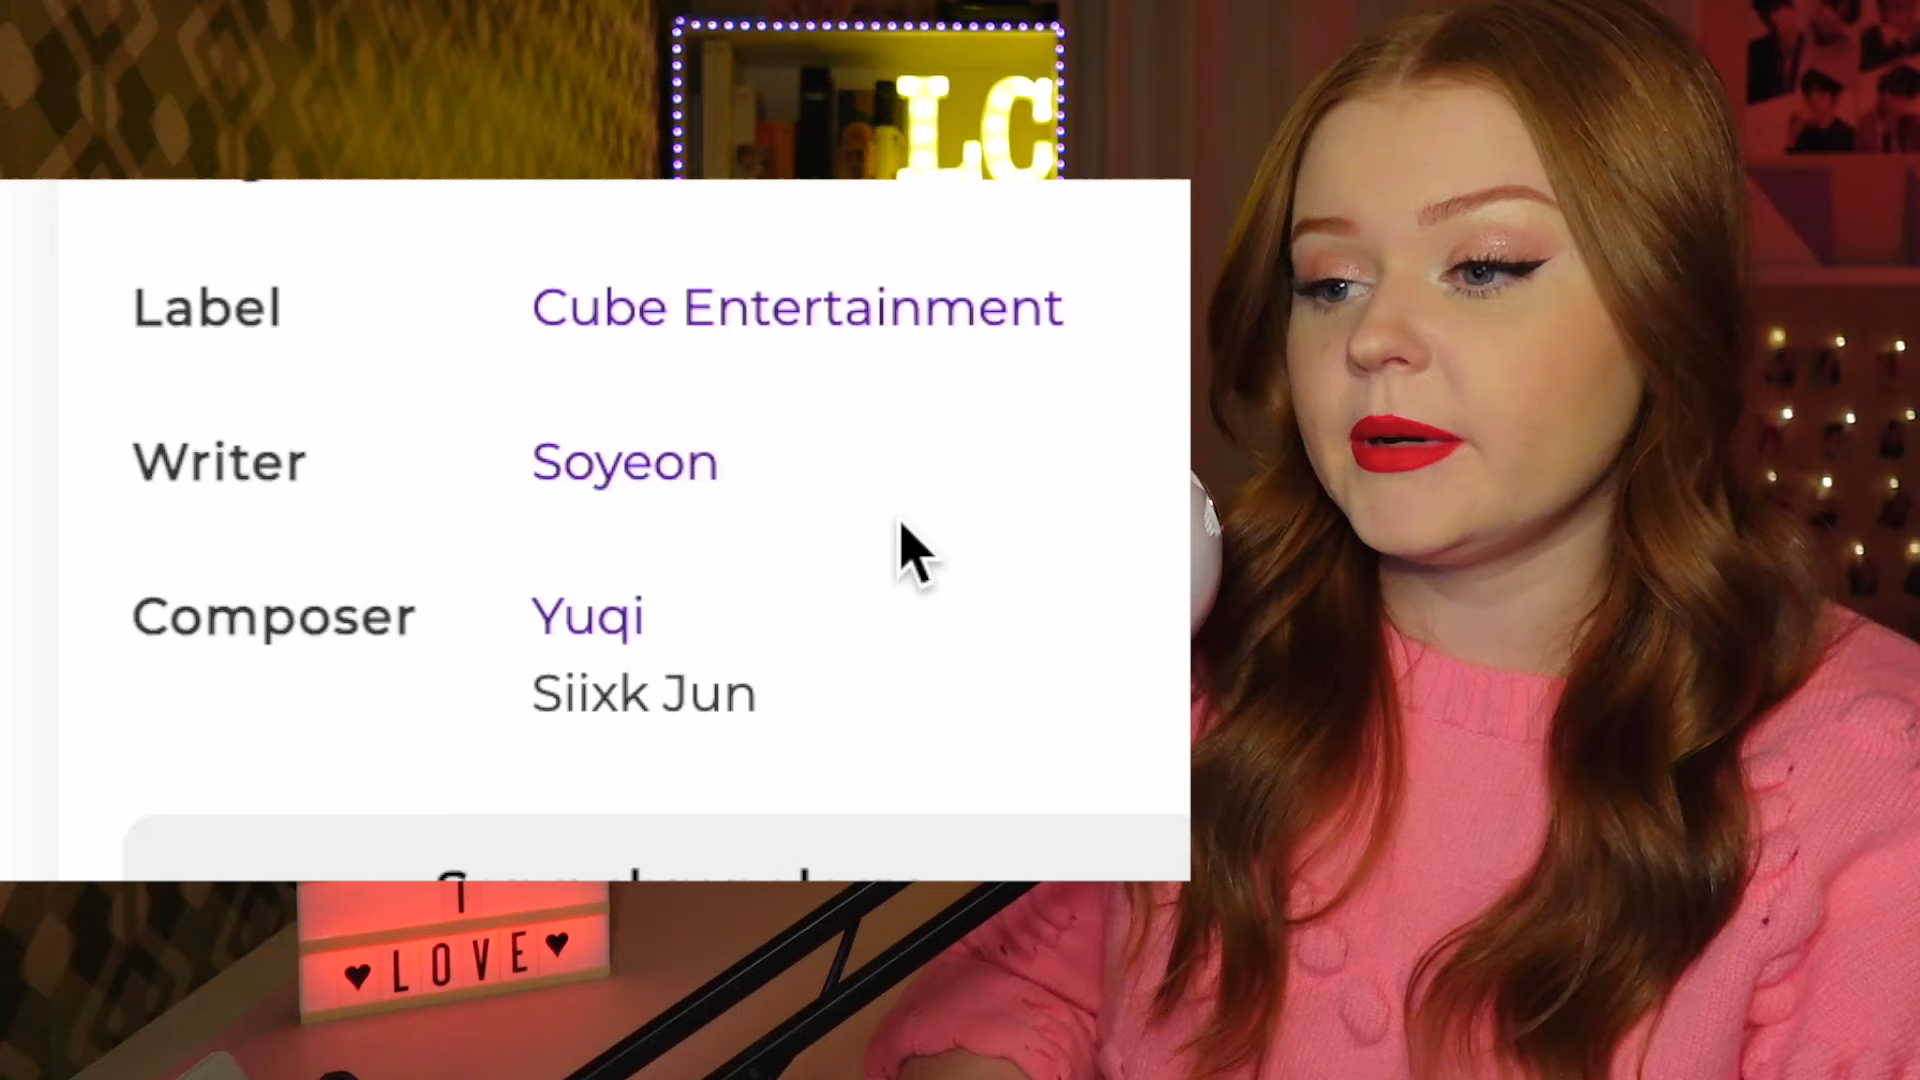 LC
Label Cube Entertainment
Writer Soyeon
Composer Yuqi
Siixk Jun
I
♥LOVE♥